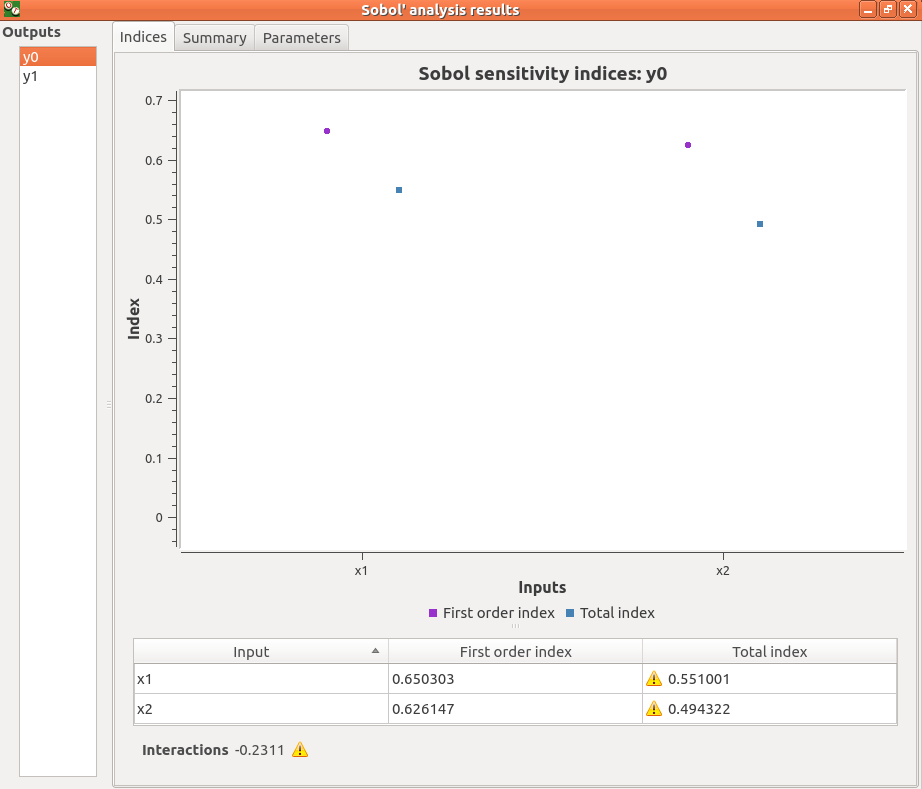 Sobol' analysis results
Outputs
y0
y1
Indices Summary Parameters
Sobol sensitivity indices: y0
0.7
0.6
0.5
0.4
0.3
0.2
0.1
0
Index
x1 x2
Inputs
First order index Total index
Input First order index Total index
x1 0.650303 0.551001
x2 0.626147 0.494322
Interactions -0.2311